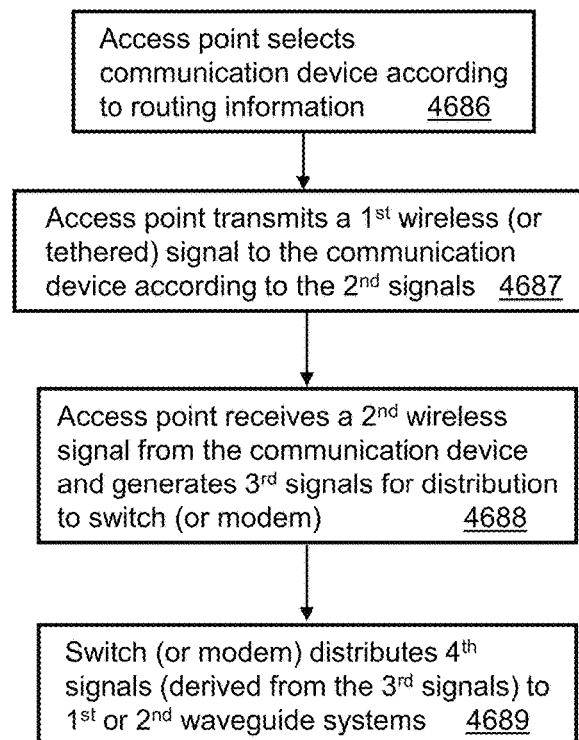 Access point selects
communication device according
to routing information 4686
Access point transmits a 1st wireless (or
tethered) signal to the communication
device according to the 2nd signals 4687
Access point receives a 2nd wireless
signal from the communication device
and generates 3rd signals for distribution
to switch (or modem) 4688
Switch (or modem) distributes 4th
signals (derived from the 3rd signals) to
1st or 2nd waveguide systems 4689